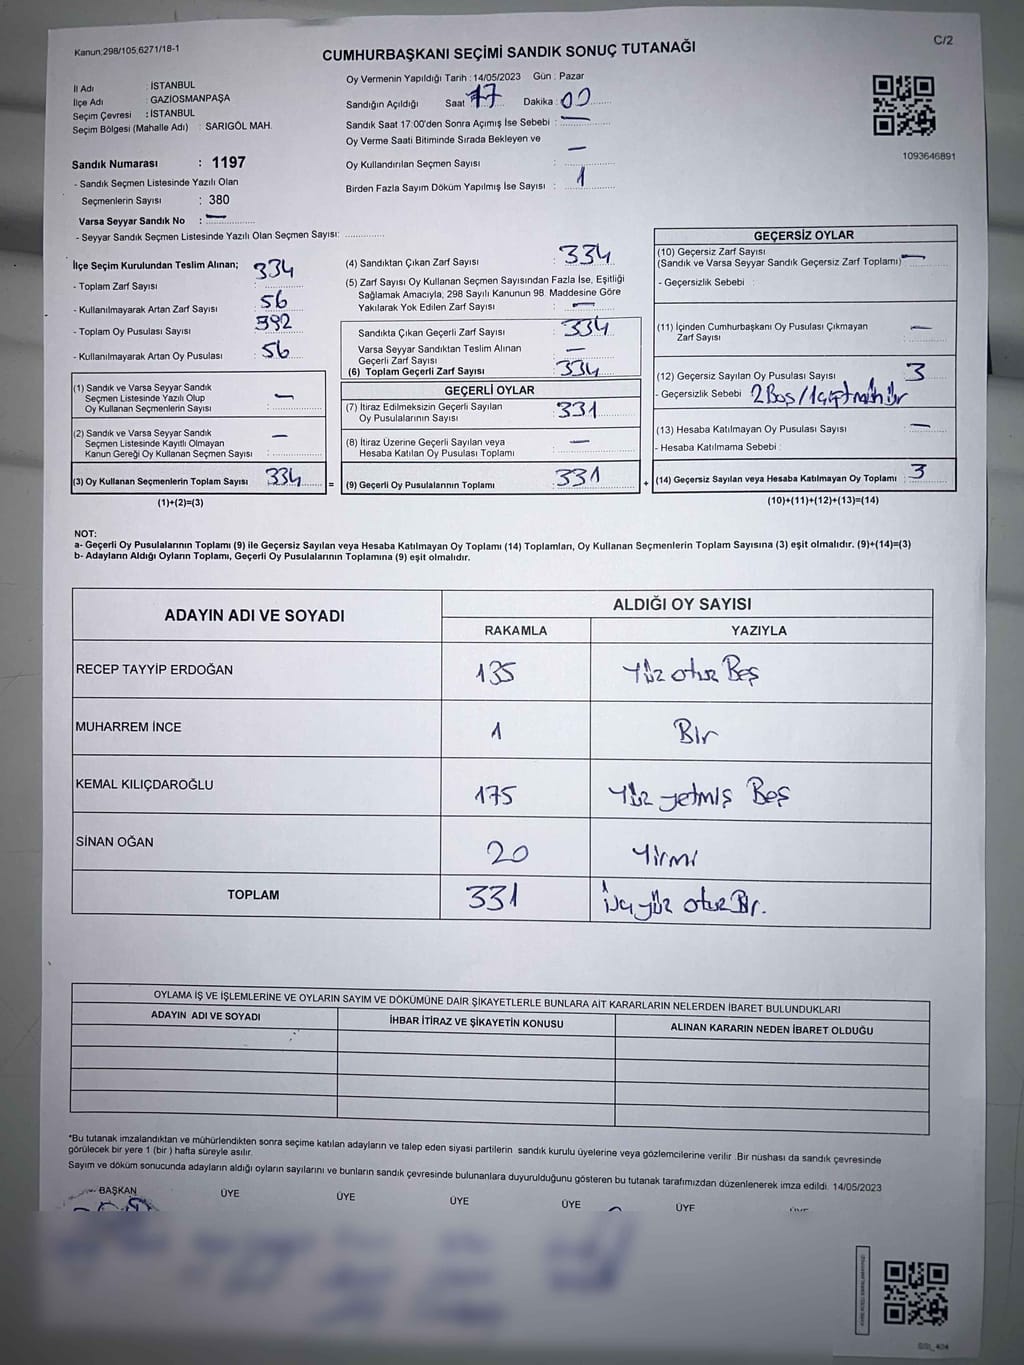 Kanun:298/105,6271/18-1
C/2
CUMHURBAŞKANI SEÇİMİ SANDIK SONUÇ TUTANAĞI
İl Adı : İSTANBUL
İlçe Adı : GAZİOSMANPAŞA
Seçim Çevresi : İSTANBUL
Seçim Bölgesi (Mahalle Adı) : SARIGÖL MAH.
Sandık Numarası : 1197
- Sandık Seçmen Listesinde Yazılı Olan
Seçmenlerin Sayısı : 380
Varsa Seyyar Sandık No : —
- Seyyar Sandık Seçmen Listesinde Yazılı Olan Seçmen Sayısı: ..............
Oy Vermenin Yapıldığı Tarih : 14/05/2023 Gün : Pazar
Sandığın Açıldığı Saat 17 Dakika : 00
Sandık Saat 17:00'den Sonra Açımış İse Sebebi : —
Oy Verme Saati Bitiminde Sırada Bekleyen ve
Oy Kullandırılan Seçmen Sayısı : —
Birden Fazla Sayım Döküm Yapılmış İse Sayısı : 1
1093646891
İlçe Seçim Kurulundan Teslim Alınan;
- Toplam Zarf Sayısı : 334
- Kullanılmayarak Artan Zarf Sayısı : 56
- Toplam Oy Pusulası Sayısı : 392
- Kullanılmayarak Artan Oy Pusulası : 56
(1) Sandık ve Varsa Seyyar Sandık
Seçmen Listesinde Yazılı Olup
Oy Kullanan Seçmenlerin Sayısı : —
(2) Sandık ve Varsa Seyyar Sandık
Seçmen Listesinde Kayıtlı Olmayan
Kanun Gereği Oy Kullanan Seçmen Sayısı : —
(3) Oy Kullanan Seçmenlerin Toplam Sayısı : 334 =
(1)+(2)=(3)
(4) Sandıktan Çıkan Zarf Sayısı : 334
(5) Zarf Sayısı Oy Kullanan Seçmen Sayısından Fazla İse, Eşitliği
Sağlamak Amacıyla, 298 Sayılı Kanunun 98. Maddesine Göre
Yakılarak Yok Edilen Zarf Sayısı : —
Sandıkta Çıkan Geçerli Zarf Sayısı : 334
Varsa Seyyar Sandıktan Teslim Alınan
Geçerli Zarf Sayısı : —
(6) Toplam Geçerli Zarf Sayısı : 334
GEÇERLİ OYLAR
(7) İtiraz Edilmeksizin Geçerli Sayılan
Oy Pusulalarının Sayısı : 331
(8) İtiraz Üzerine Geçerli Sayılan veya
Hesaba Katılan Oy Pusulası Toplamı : —
(9) Geçerli Oy Pusulalarının Toplamı : 331 +
GEÇERSİZ OYLAR
(10) Geçersiz Zarf Sayısı
(Sandık ve Varsa Seyyar Sandık Geçersiz Zarf Toplamı) —
- Geçersizlik Sebebi :
(11) İçinden Cumhurbaşkanı Oy Pusulası Çıkmayan
Zarf Sayısı : —
(12) Geçersiz Sayılan Oy Pusulası Sayısı : 3
- Geçersizlik Sebebi 2 Boş / 1
(13) Hesaba Katılmayan Oy Pusulası Sayısı : —
- Hesaba Katılmama Sebebi :
(14) Geçersiz Sayılan veya Hesaba Katılmayan Oy Toplamı : 3
(10)+(11)+(12)+(13)=(14)
NOT:
a- Geçerli Oy Pusulalarının Toplamı (9) ile Geçersiz Sayılan veya Hesaba Katılmayan Oy Toplamı (14) Toplamları, Oy Kullanan Seçmenlerin Toplam Sayısına (3) eşit olmalıdır. (9)+(14)=(3)
b- Adayların Aldığı Oyların Toplamı, Geçerli Oy Pusulalarının Toplamına (9) eşit olmalıdır.
ADAYIN ADI VE SOYADI
ALDIĞI OY SAYISI
RAKAMLA YAZIYLA
RECEP TAYYİP ERDOĞAN 135 Yüz otuz Beş
MUHARREM İNCE 1 Bir
KEMAL KILIÇDAROĞLU 175 Yüz yetmiş Beş
SİNAN OĞAN 20 Yirmi
TOPLAM 331 üç yüz otuz Bir.
OYLAMA İŞ VE İŞLEMLERİNE VE OYLARIN SAYIM VE DÖKÜMÜNE DAİR ŞİKAYETLERLE BUNLARA AİT KARARLARIN NELERDEN İBARET BULUNDUKLARI
ADAYIN ADI VE SOYADI İHBAR İTİRAZ VE ŞİKAYETİN KONUSU ALINAN KARARIN NEDEN İBARET OLDUĞU
*Bu tutanak imzalandıktan ve mühürlendikten sonra seçime katılan adayların ve talep eden siyasi partilerin sandık kurulu üyelerine veya gözlemcilerine verilir. Bir nüshası da sandık çevresinde
görülecek bir yere 1 (bir ) hafta süreyle asılır.
Sayım ve döküm sonucunda adayların aldığı oyların sayılarını ve bunların sandık çevresinde bulunanlara duyurulduğunu gösteren bu tutanak tarafımızdan düzenlenerek imza edildi. 14/05/2023
BAŞKAN ÜYE ÜYE ÜYE ÜYE ÜYE